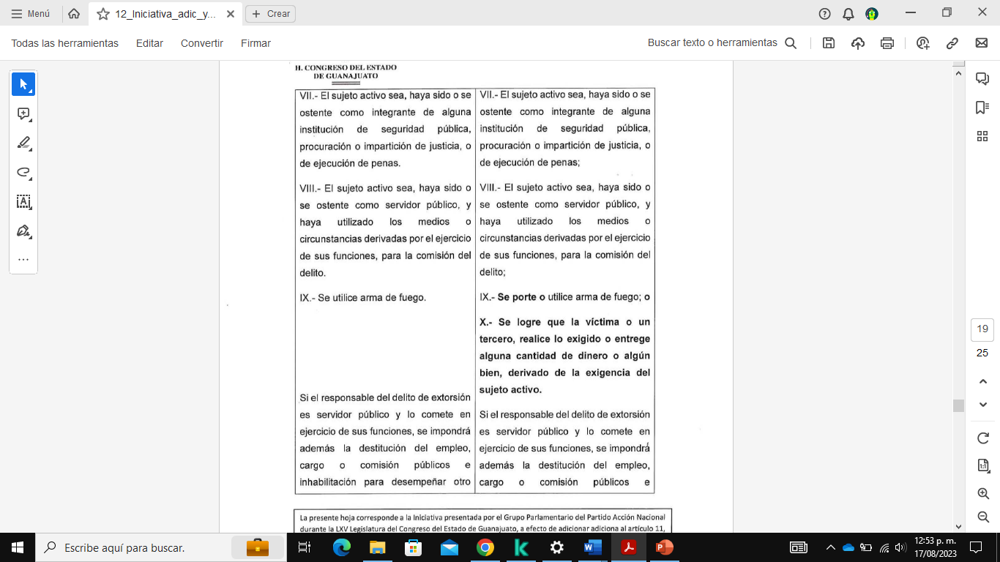 Menú
12_Iniciativa_adic_y...
Crear
Todas las herramientas
Editar
Convertir
Firmar
Buscar texto o herramientas
H. CONGRESO DEL ESTADO
DE GUANAJUATO
VII.- El sujeto activo sea, haya sido o se
ostente como integrante de alguna
institución de seguridad pública,
procuración o impartición de justicia, o
de ejecución de penas.
VIII.- El sujeto activo sea, haya sido o
se ostente como servidor público, y
haya utilizado los medios o
circunstancias derivadas por el ejercicio
de sus funciones, para la comisión del
delito.
IX.- Se utilice arma de fuego.
Si el responsable del delito de extorsión
es servidor público y lo comete en
ejercicio de sus funciones, se impondrá
además la destitución del empleo,
cargo o comisión públicos e
inhabilitación para desempeñar otro
VII.- El sujeto activo sea, haya sido o se
ostente como integrante de alguna
institución de seguridad pública,
procuración o impartición de justicia, o
de ejecución de penas;
VIII.- El sujeto activo sea, haya sido o
se ostente como servidor público, y
haya utilizado los medios o
circunstancias derivadas por el ejercicio
de sus funciones, para la comisión del
delito;
IX.- Se porte o utilice arma de fuego; o
X.- Se logre que la víctima o un
tercero, realice lo exigido o entrege
alguna cantidad de dinero o algún
bien, derivado de la exigencia del
sujeto activo.
Si el responsable del delito de extorsión
es servidor público y lo comete en
ejercicio de sus funciones, se impondrá
además la destitución del empleo,
cargo o comisión públicos e
La presente hoja corresponde a la Iniciativa presentada por el Grupo Parlamentario del Partido Acción Nacional
durante la LXV Legislatura del Congreso del Estado de Guanajuato, a efecto de adicionar adiciona al artículo 11,
19
25
Escribe aquí para buscar.
12:53 p. m.
17/08/2023